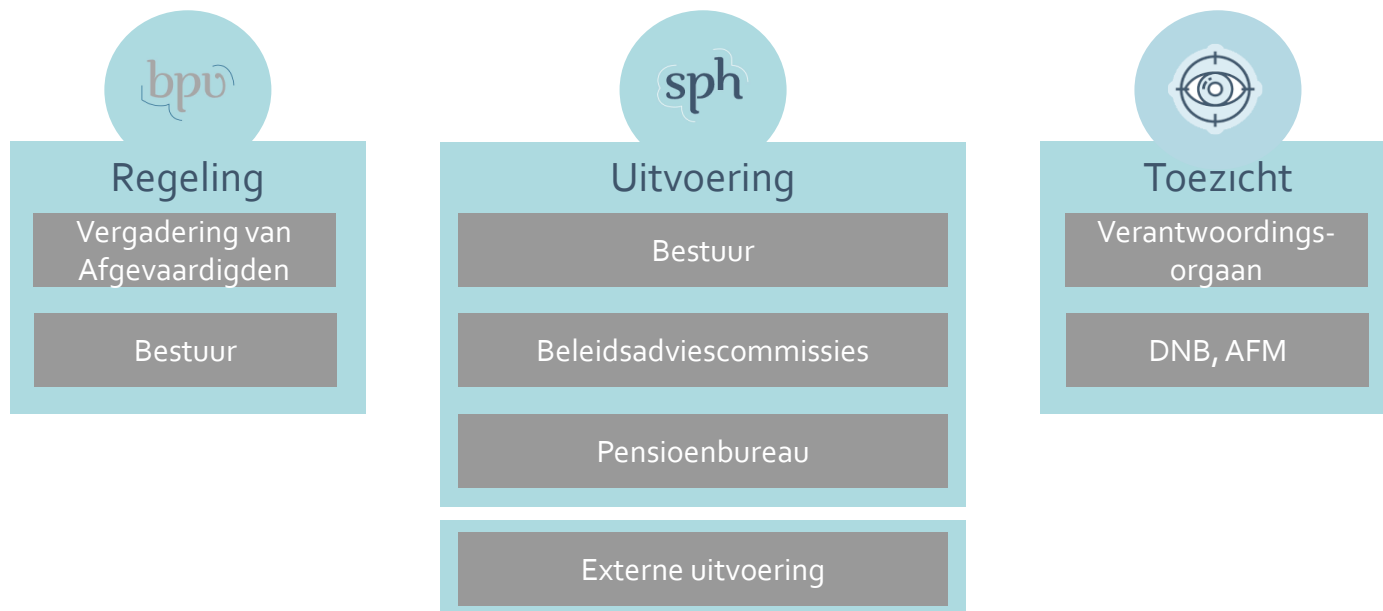 bpv
Regeling
Vergadering van
Afgevaardigden
Bestuur
sph
Uitvoering
Bestuur
Beleidsadviescommissies
Pensioenbureau
Externe uitvoering
Toezicht
Verantwoordings-
orgaan
DNB, AFM